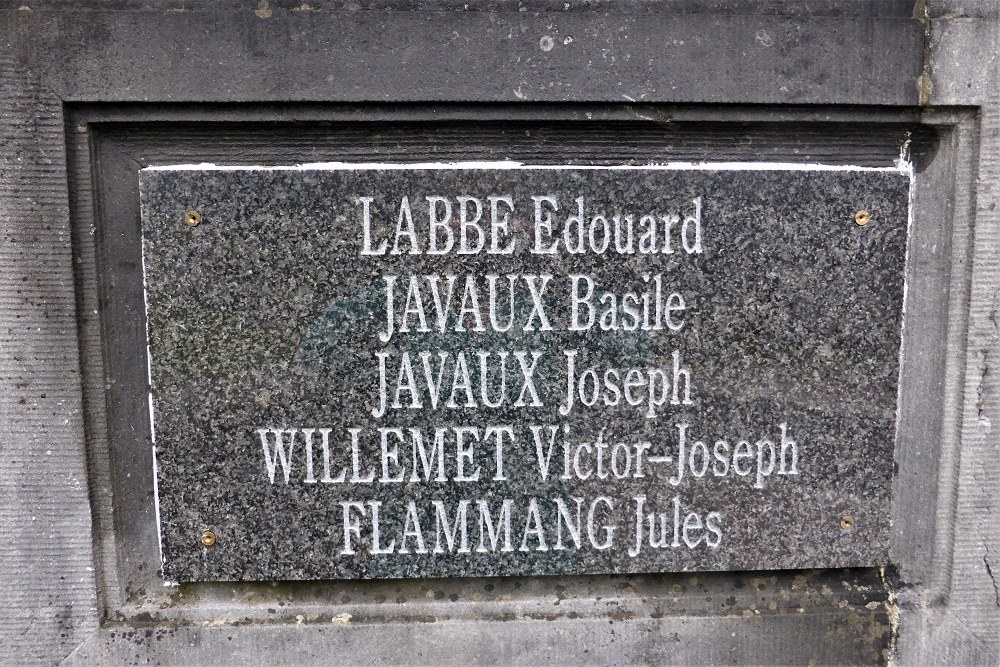 LABBE Edouard
JAVAUX Basile
JAVAUX Joseph
WILLEMET Victor-Joseph
FLAMMANG Jules